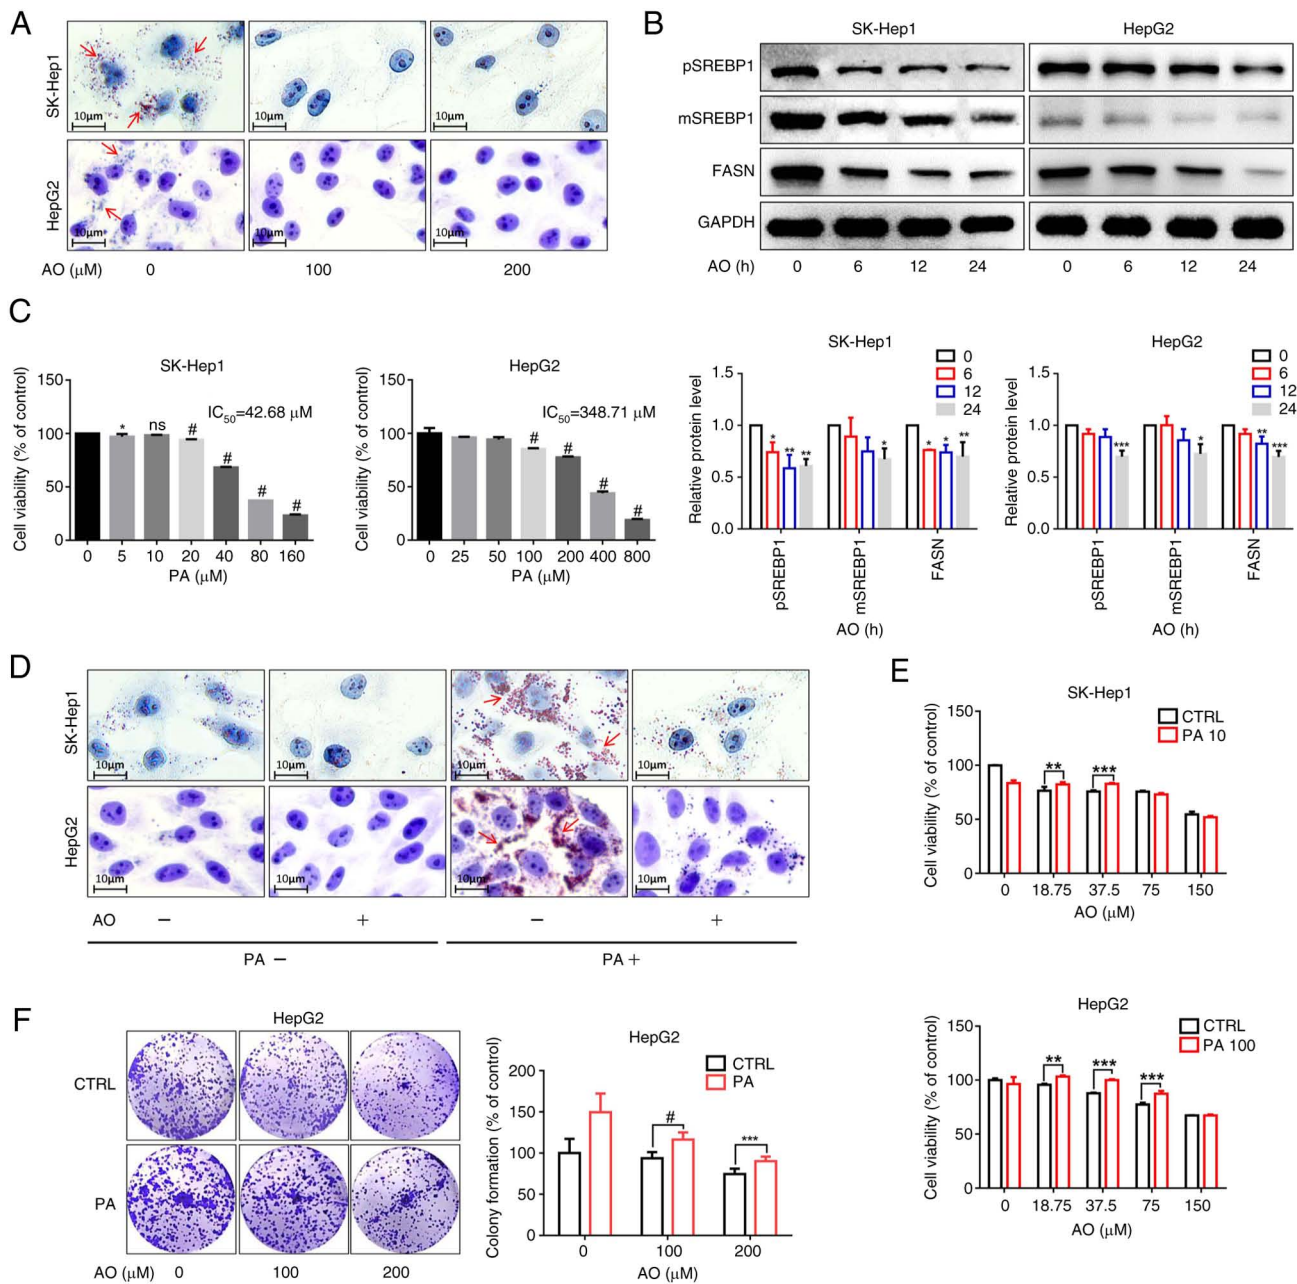 A
SK-Hep1
10μm
10μm
10μm
HepG2
10μm
10μm
10μm
AO (μM) 0 100 200
B
SK-Hep1 HepG2
pSREBP1
mSREBP1
FASN
GAPDH
AO (h) 0 6 12 24 0 6 12 24
SK-Hep1
Relative protein level
1.5
1.0
0.5
0.0
0
6
12
24
* ** ** * * * **
pSREBP1
mSREBP1
FASN
AO (h)
HepG2
Relative protein level
1.5
1.0
0.5
0.0
0
6
12
24
*** * ** ***
pSREBP1
mSREBP1
FASN
AO (h)
C
SK-Hep1
Cell viability (% of control)
150
100
50
0
IC50=42.68 μM
* ns # # # #
0 5 10 20 40 80 160
PA (μM)
HepG2
Cell viability (% of control)
150
100
50
0
IC50=348.71 μM
# # # #
0 25 50 100 200 400 800
PA (μM)
D
SK-Hep1
10μm
10μm
10μm
10μm
HepG2
10μm
10μm
10μm
10μm
AO − + − +
PA − PA +
E
SK-Hep1
Cell viability (% of control)
150
100
50
0
CTRL
PA 10
** ***
0 18.75 37.5 75 150
AO (μM)
HepG2
Cell viability (% of control)
150
100
50
0
CTRL
PA 100
** *** ***
0 18.75 37.5 75 150
AO (μM)
F
HepG2
CTRL
PA
AO (μM) 0 100 200
HepG2
Colony formation (% of control)
200
150
100
50
0
CTRL
PA
# ***
0 100 200
AO (μM)